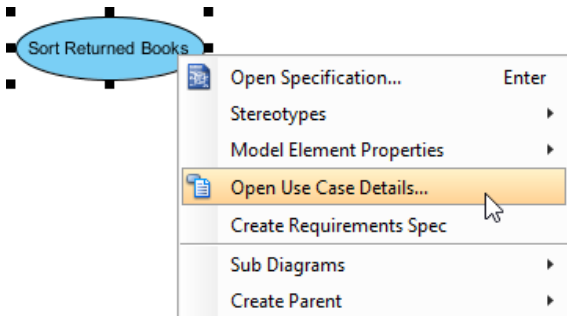 Sort Returned Books
Open Specification... Enter
Stereotypes
Model Element Properties
Open Use Case Details...
Create Requirements Spec
Sub Diagrams
Create Parent